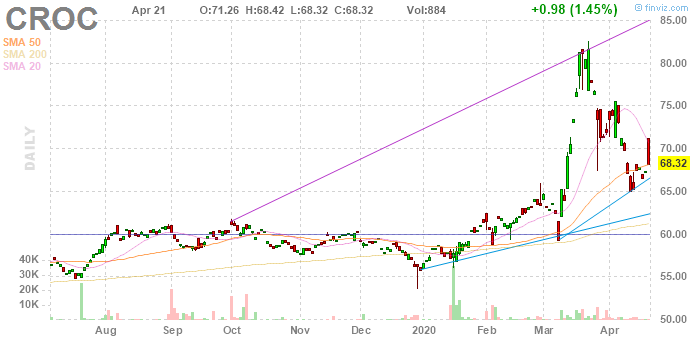 CROC
Apr 21 O:71.26 H:68.42 C:68.32 Vol:884 +0.98 (1.45%)
© finviz.com
SMA 50
SMA 200
SMA 20
DAILY
85.00
80.00
75.00
70.00
68.32
65.00
60.00
55.00
50.00
40K
30K
20K
10K
Aug Sep Oct Nov Dec 2020 Feb Mar Apr